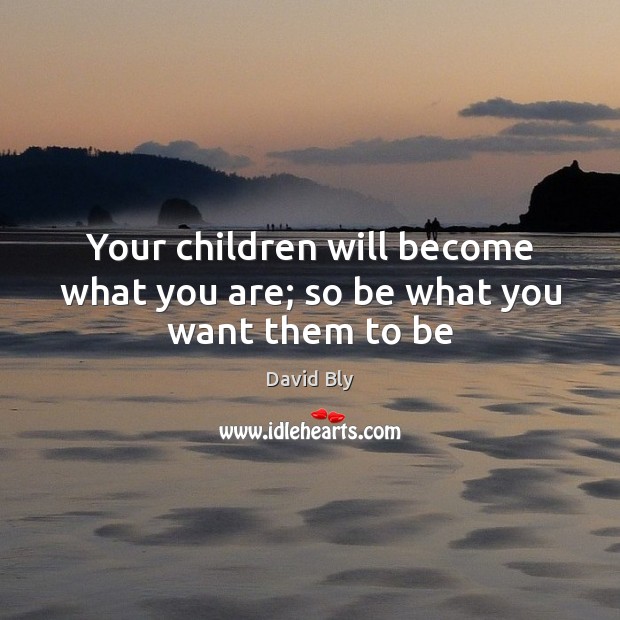 Your children will become
what you are; so be what you
want them to be
David Bly
www.idlehearts.com